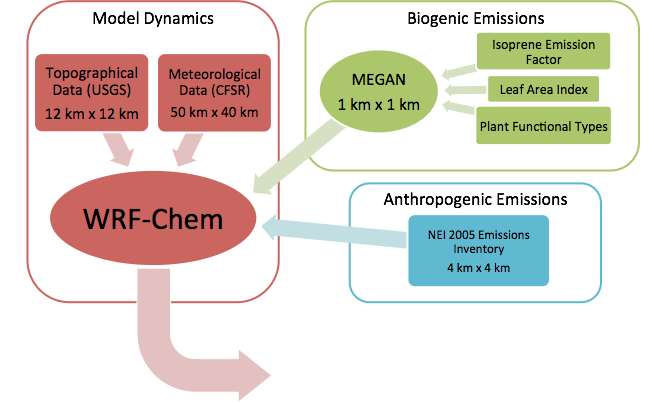 Model Dynamics
Topographical
Data (USGS)
12 km x 12 km
Meteorological
Data (CFSR)
50 km x 40 km
WRF-Chem
Biogenic Emissions
MEGAN
1 km x 1 km
Isoprene Emission
Factor
Leaf Area Index
Plant Functional Types
Anthropogenic Emissions
NEI 2005 Emissions
Inventory
4 km x 4 km